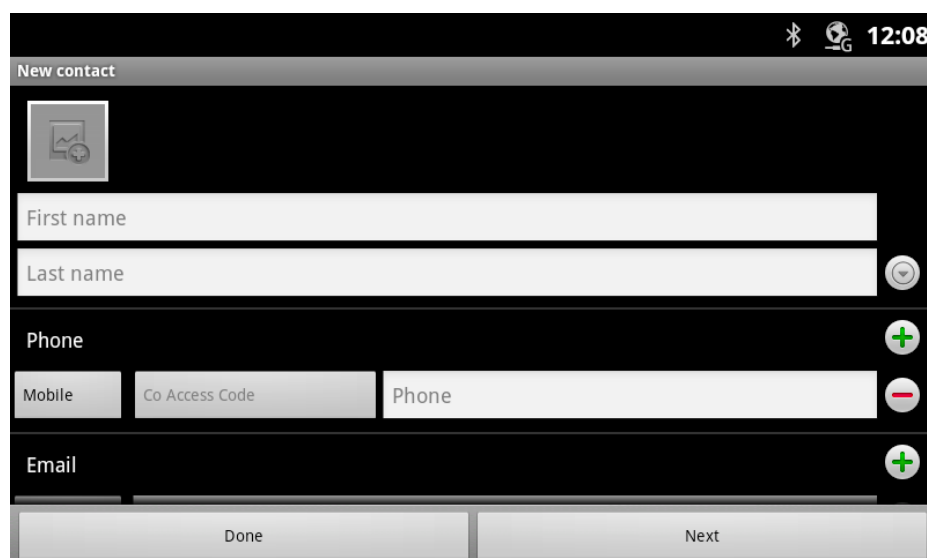 G 12:08
New contact
First name
Last name
Phone
Mobile Co Access Code Phone
Email
Done Next